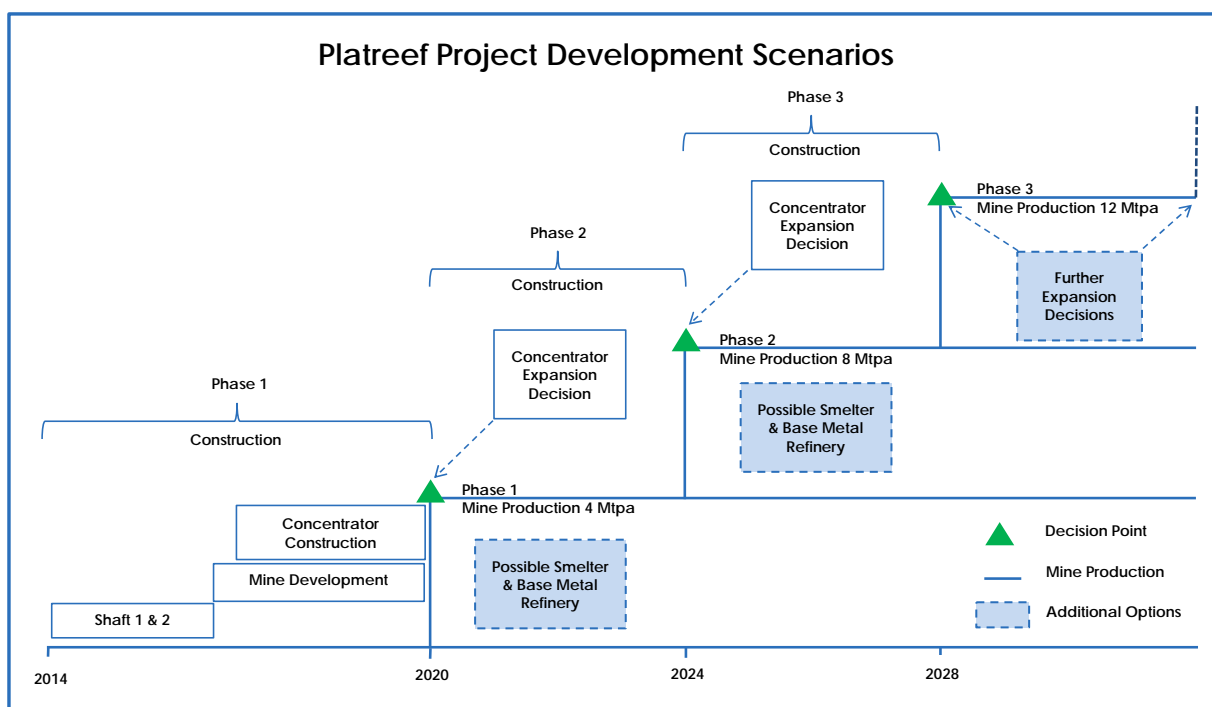 Platreef Project Development Scenarios
Phase 3
Construction
Concentrator
Expansion
Decision
Phase 3
Mine Production 12 Mtpa
Further
Expansion
Decisions
Phase 2
Construction
Concentrator
Expansion
Decision
Phase 2
Mine Production 8 Mtpa
Possible Smelter
& Base Metal
Refinery
Phase 1
Construction
Phase 1
Mine Production 4 Mtpa
Concentrator
Construction
Mine Development
Shaft 1 & 2
Possible Smelter
& Base Metal
Refinery
Decision Point
Mine Production
Additional Options
2014
2020
2024
2028